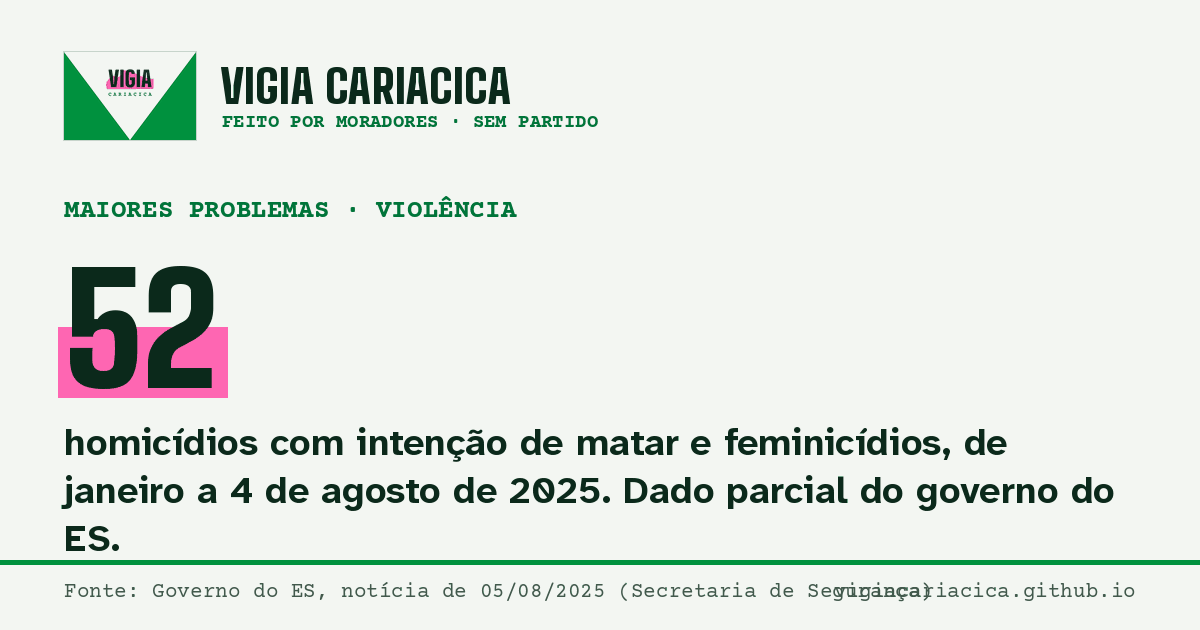 VIGIA
CARIACICA
VIGIA CARIACICA
FEITO POR MORADORES · SEM PARTIDO
MAIORES PROBLEMAS · VIOLÊNCIA
52
homicídios com intenção de matar e feminicídios, de
janeiro a 4 de agosto de 2025. Dado parcial do governo do
ES.
Fonte: Governo do ES, notícia de 05/08/2025 (Secretaria de Segurança)
vigiacariacica.github.io